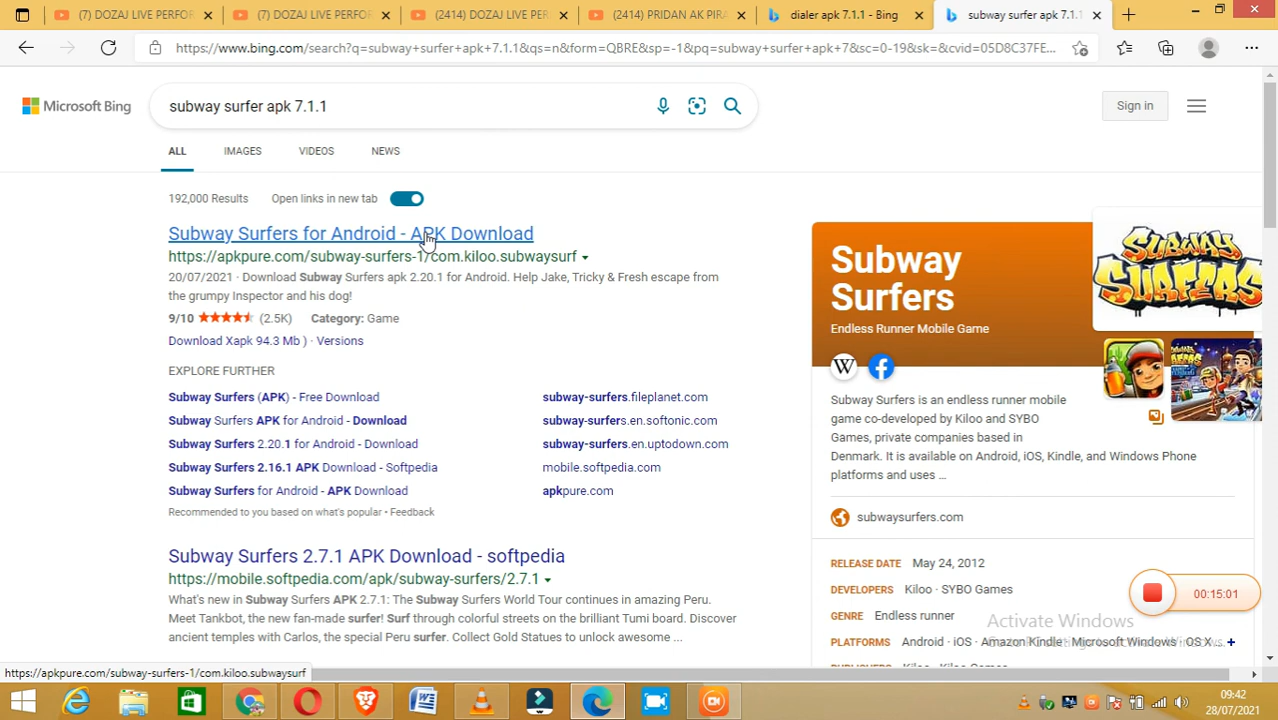 (7) DOZAJ LIVE PERFOR
(7) DOZAJ LIVE PERFOR
(2414) DOZAJ LIVE PER
(2414) PRIDAN AK PIRA
dialer apk 7.1.1 - Bing
subway surfer apk 7.1.1
https://www.bing.com/search?q=subway+surfer+apk+7.1.1&qs=n&form=QBRE&sp=-1&pq=subway+surfer+apk+7&sc=0-19&sk=&cvid=05D8C37FE...
Microsoft Bing
subway surfer apk 7.1.1
Sign in
ALL
IMAGES
VIDEOS
NEWS
192,000 Results
Open links in new tab
Subway Surfers for Android - APK Download
https://apkpure.com/subway-surfers-1/com.kiloo.subwaysurf
20/07/2021 · Download Subway Surfers apk 2.20.1 for Android. Help Jake, Tricky & Fresh escape from
the grumpy Inspector and his dog!
9/10 (2.5K) Category: Game
Download Xapk 94.3 Mb ) · Versions
EXPLORE FURTHER
Subway Surfers (APK) - Free Download subway-surfers.fileplanet.com
Subway Surfers APK for Android - Download subway-surfers.en.softonic.com
Subway Surfers 2.20.1 for Android - Download subway-surfers.en.uptodown.com
Subway Surfers 2.16.1 APK Download - Softpedia mobile.softpedia.com
Subway Surfers for Android - APK Download apkpure.com
Recommended to you based on what's popular • Feedback
Subway Surfers 2.7.1 APK Download - softpedia
https://mobile.softpedia.com/apk/subway-surfers/2.7.1
What's new in Subway Surfers APK 2.7.1: The Subway Surfers World Tour continues in amazing Peru.
Meet Tankbot, the new fan-made surfer! Surf through colorful streets on the brilliant Tumi board. Discover
ancient temples with Carlos, the special Peru surfer. Collect Gold Statues to unlock awesome ...
Subway
Surfers
Endless Runner Mobile Game
SUBWAY
SURFERS
W
Subway Surfers is an endless runner mobile
game co-developed by Kiloo and SYBO
Games, private companies based in
Denmark. It is available on Android, iOS, Kindle, and Windows Phone
platforms and uses ...
subwaysurfers.com
RELEASE DATE May 24, 2012
DEVELOPERS Kiloo · SYBO Games
GENRE Endless runner
PLATFORMS Android · iOS · Amazon Kindle · Microsoft Windows · OS X ... +
00:15:01
Activate Windows
https://apkpure.com/subway-surfers-1/com.kiloo.subwaysurf
09:42
28/07/2021